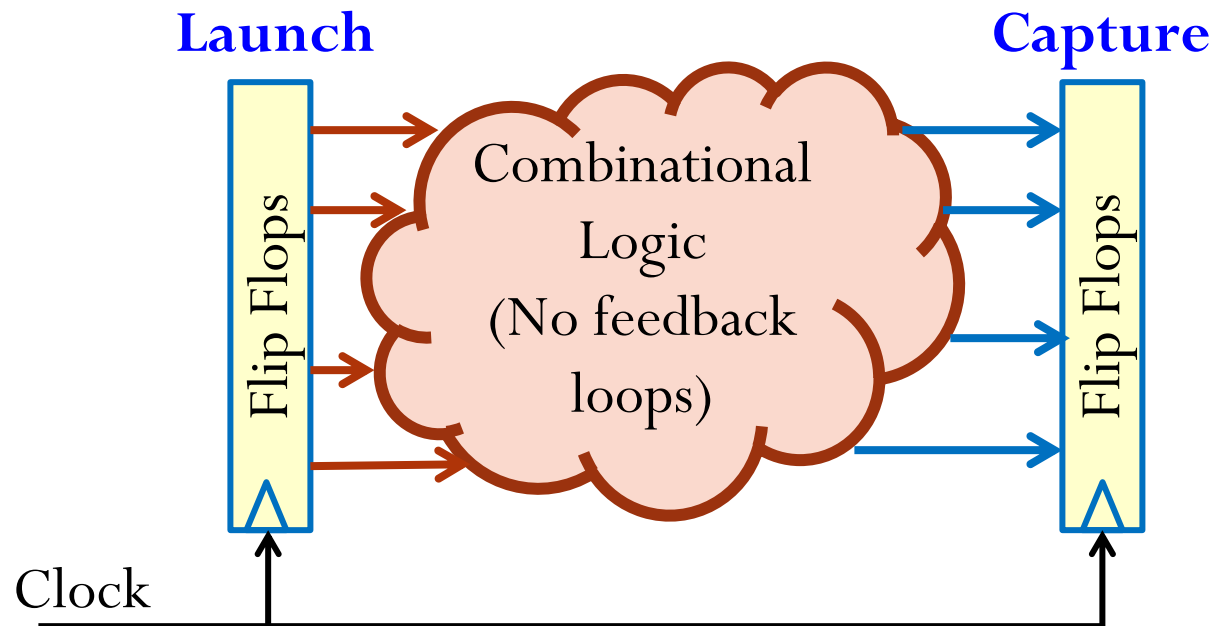 Launch
Capture
Flip Flops
Combinational
Logic
(No feedback
loops)
Flip Flops
Clock